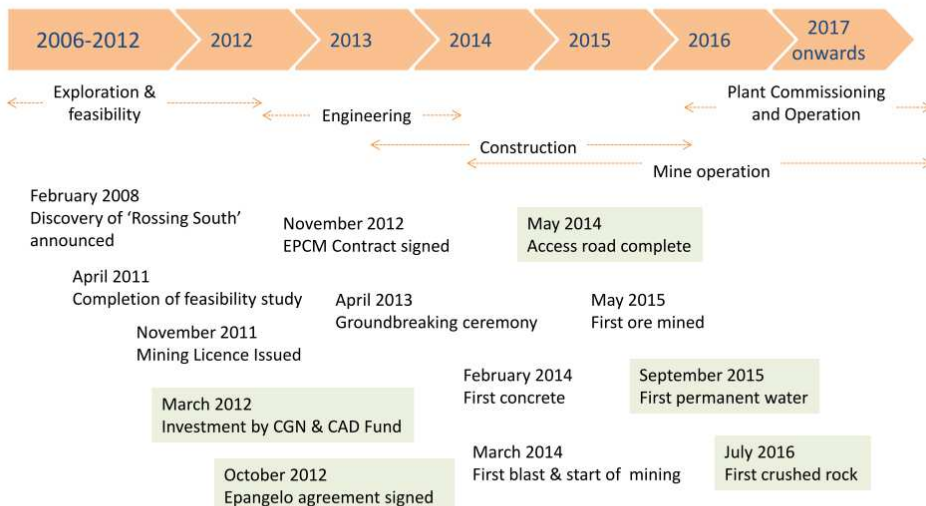 2006-2012
2012
2013
2014
2015
2016
2017
onwards
Exploration &
feasibility
Engineering
Plant Commissioning
and Operation
Construction
Mine operation
February 2008
Discovery of ‘Rossing South’
announced
November 2012
EPCM Contract signed
May 2014
Access road complete
April 2011
Completion of feasibility study
April 2013
Groundbreaking ceremony
May 2015
First ore mined
November 2011
Mining Licence Issued
February 2014
First concrete
September 2015
First permanent water
March 2012
Investment by CGN & CAD Fund
March 2014
First blast & start of mining
July 2016
First crushed rock
October 2012
Epangelo agreement signed